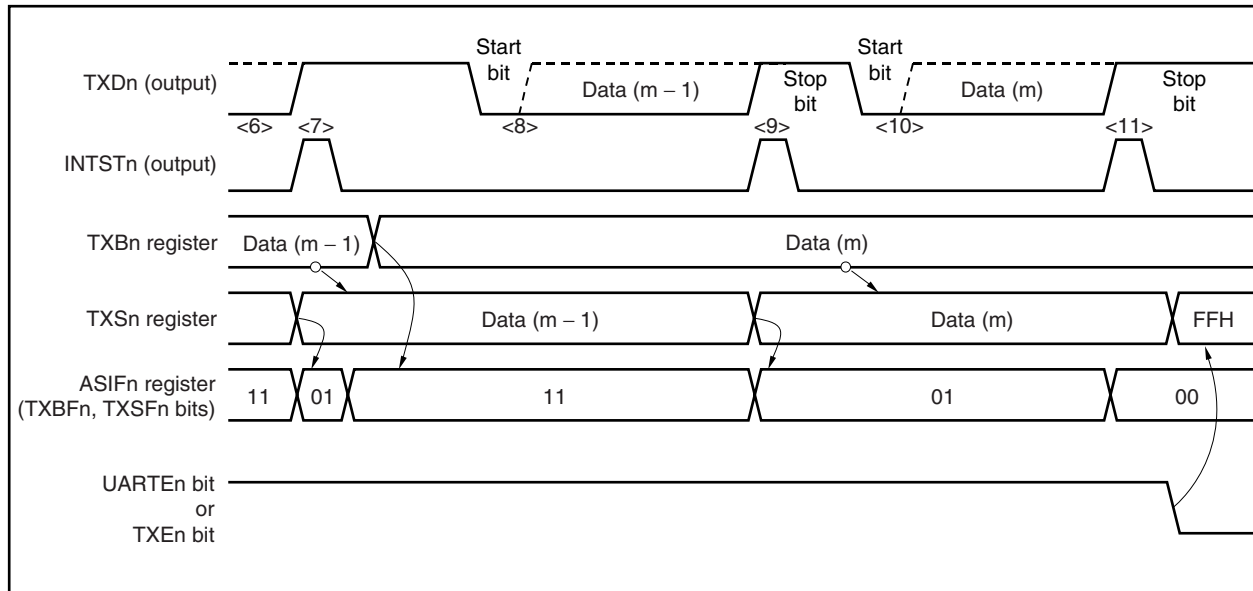 Start
bit
Start
bit
TXDn (output)
Data (m – 1)
Stop
bit
Data (m)
Stop
bit
<6>
<7>
<8>
<9>
<10>
<11>
INTSTn (output)
TXBn register
Data (m – 1)
Data (m)
TXSn register
Data (m – 1)
Data (m)
FFH
ASIFn register
(TXBFn, TXSFn bits)
11
01
11
01
00
UARTEn bit
or
TXEn bit